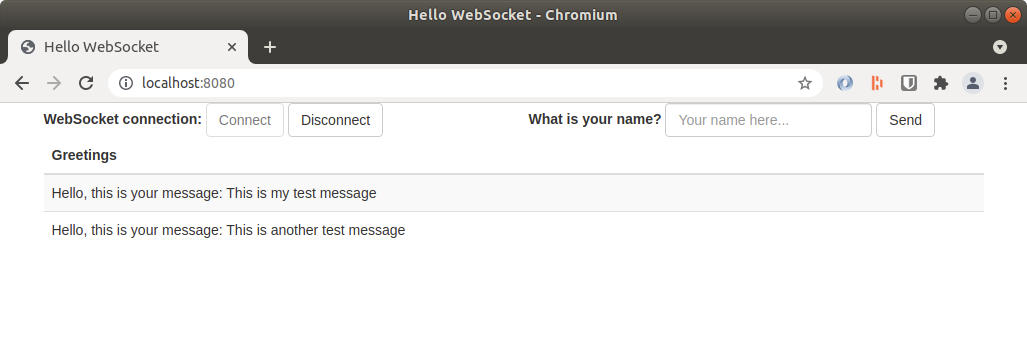 Hello WebSocket - Chromium
Hello WebSocket
localhost:8080
WebSocket connection: Connect Disconnect What is your name? Your name here... Send
Greetings
Hello, this is your message: This is my test message
Hello, this is your message: This is another test message